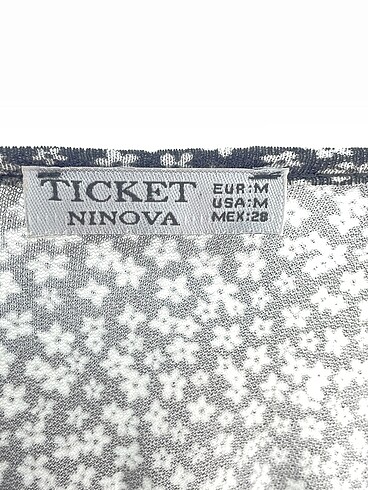 TICKET
NINOVA
EUR:M
USA:M
MEX:28